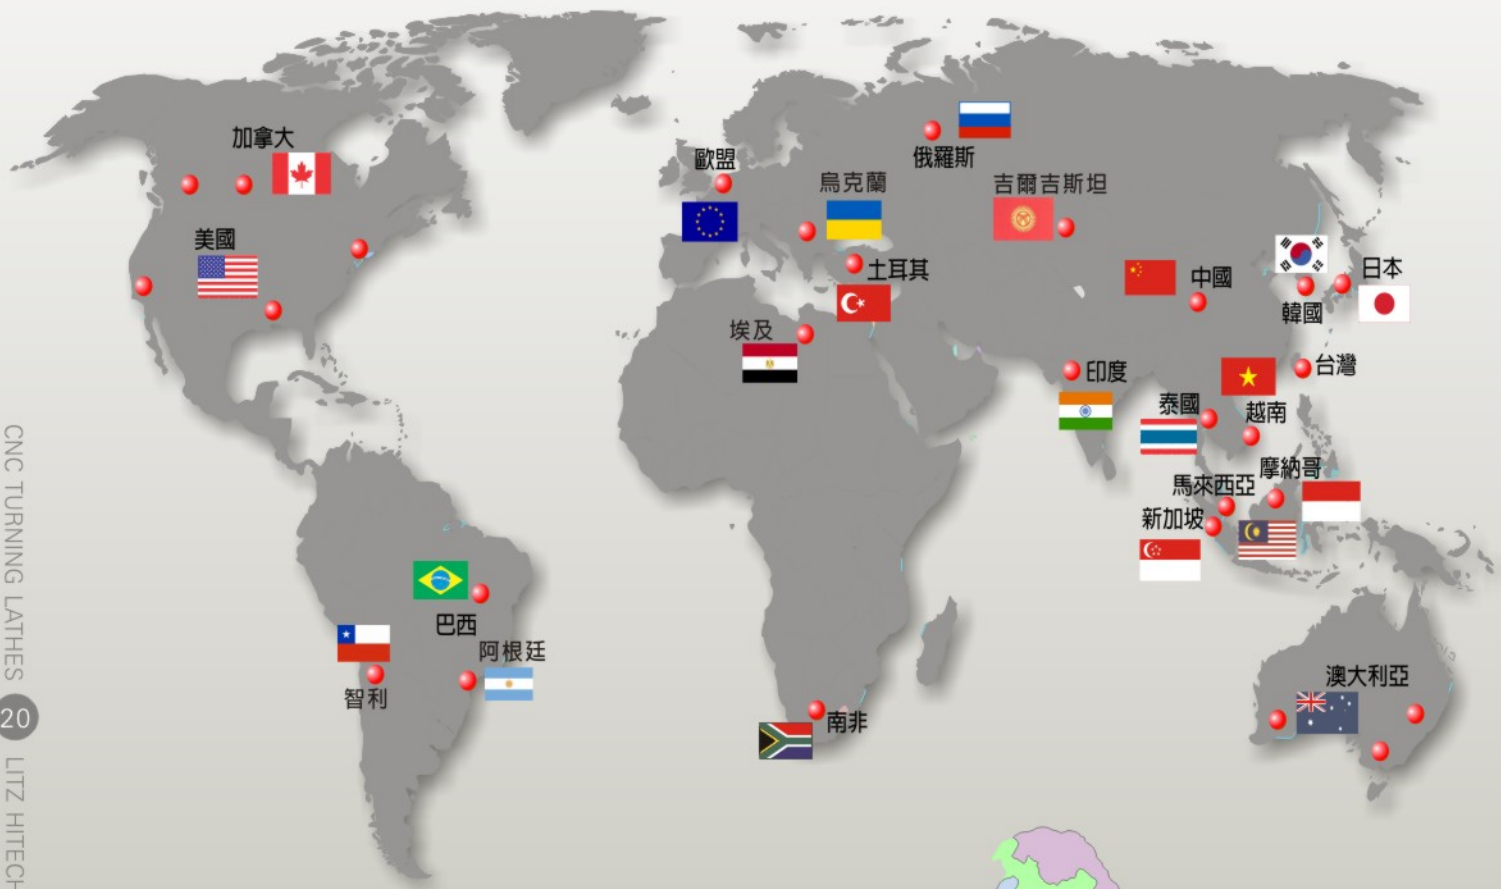 加拿大
美國
歐盟
烏克蘭
俄羅斯
吉爾吉斯坦
土耳其
埃及
中國
韓國
日本
印度
台灣
泰國
越南
摩納哥
馬來西亞
新加坡
巴西
阿根廷
智利
南非
澳大利亞
CNC TURNING LATHES
20
LITZ HITECH